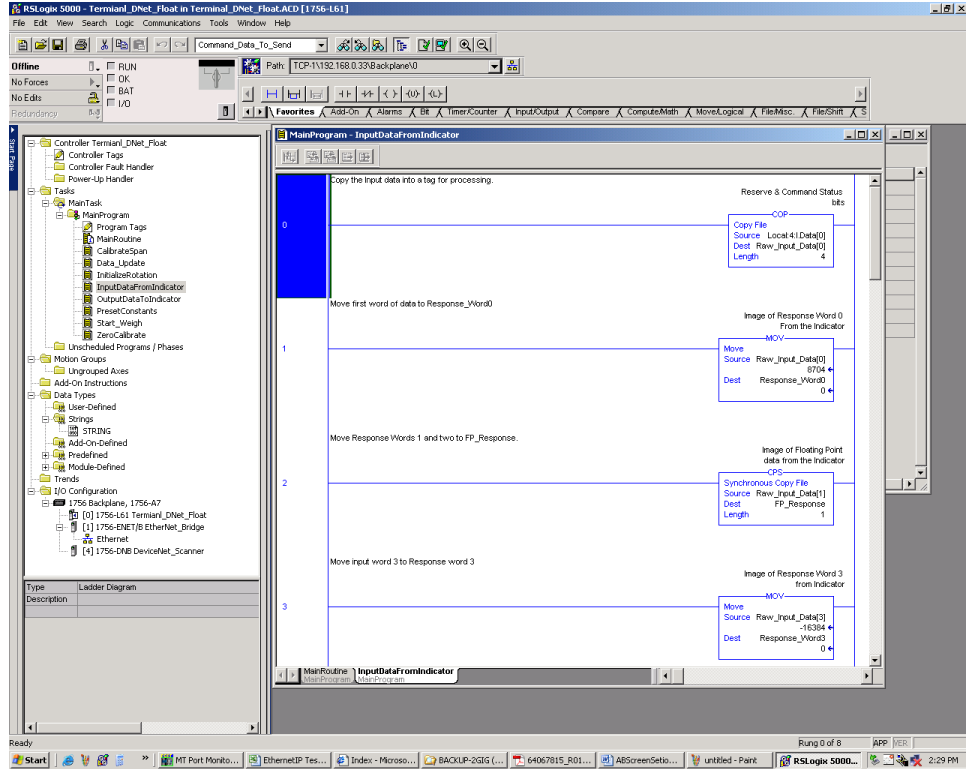 RSLogix 5000 - Termianl_DNet_Float in Terminal_DNet_Float.ACD [1756-L61]
File Edit View Search Logic Communications Tools Window Help
Command_Data_To_Send
Offline
RUN
Path: TCP-1\192.168.0.33\Backplane\0
No Forces
OK
BAT
No Edits
I/O
Redundancy
Favorites Add-On Alarms Bit Timer/Counter Input/Output Compare Compute/Math Move/Logical File/Misc. File/Shift S
Start Page
Controller Termianl_DNet_Float
Controller Tags
Controller Fault Handler
Power-Up Handler
Tasks
MainTask
MainProgram
Program Tags
MainRoutine
CalibrateSpan
Data_Update
InitializeRotation
InputDataFromIndicator
OutputDataToIndicator
PresetConstants
Start_Weigh
ZeroCalibrate
Unscheduled Programs / Phases
Motion Groups
Ungrouped Axes
Add-On Instructions
Data Types
User-Defined
Strings
STRING
Add-On-Defined
Predefined
Module-Defined
Trends
I/O Configuration
1756 Backplane, 1756-A7
[0] 1756-L61 Termianl_DNet_Float
[1] 1756-ENET/B EtherNet_Bridge
Ethernet
[4] 1756-DNB DeviceNet_Scanner
Type Ladder Diagram
Description
MainProgram - InputDataFromIndicator
Copy the Input data into a tag for processing.
Reserve & Command Status
bits
0
COP
Copy File
Source Local:4:I.Data[0]
Dest Raw_Input_Data[0]
Length 4
Move first word of data to Response_Word0
Image of Response Word 0
From the Indicator
1
MOV
Move
Source Raw_Input_Data[0]
8704
Dest Response_Word0
0
Move Response Words 1 and two to FP_Response.
Image of Floating Point
data from the Indicator
2
CPS
Synchronous Copy File
Source Raw_Input_Data[1]
Dest FP_Response
Length 1
Move input word 3 to Response word 3
Image of Response Word 3
from Indicator
3
MOV
Move
Source Raw_Input_Data[3]
-16384
Dest Response_Word3
0
MainRoutine InputDataFromIndicator
MainProgram MainProgram
Ready
Rung 0 of 8
APP VER
Start
MT Port Monito...
EthernetIP Tes...
Index - Microso...
BACKUP-2GIG (...
64067815_R01...
ABScreenSetio...
untitled - Paint
RSLogix 5000...
2:29 PM